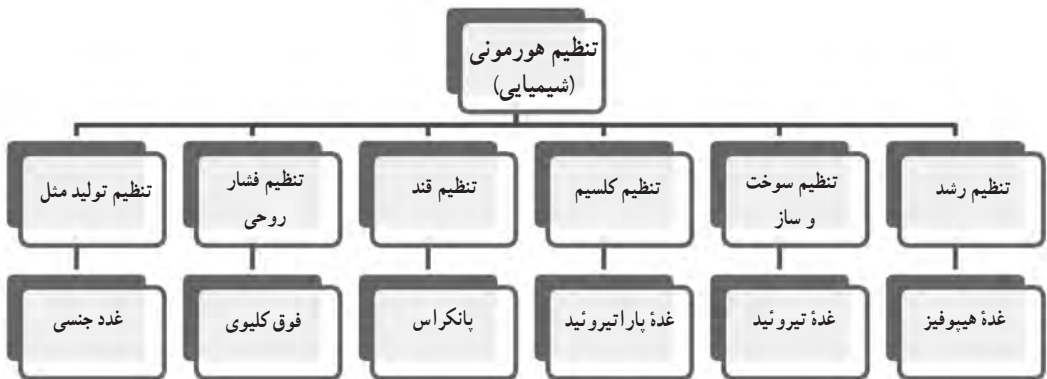 تنظیم هورمونی
(شیمیایی)
تنظیم رشد
تنظیم سوخت
و ساز
تنظیم کلسیم
تنظیم قند
تنظیم فشار
روحی
تنظیم تولید مثل
غدهٔ هیپوفیز
غدهٔ تیروئید
غدهٔ پاراتیروئید
پانکراس
فوق کلیوی
غدد جنسی